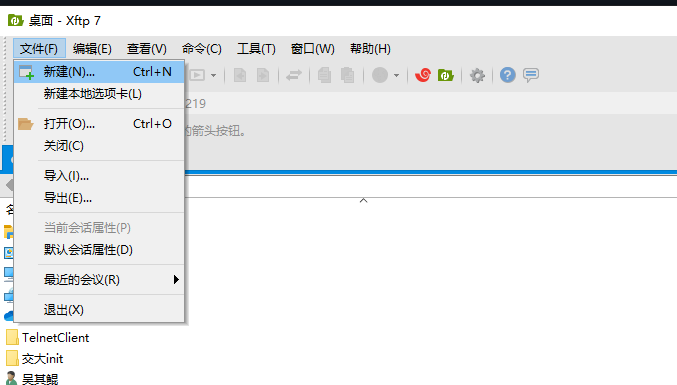 桌面 - Xftp 7
文件(F) 编辑(E) 查看(V) 命令(C) 工具(T) 窗口(W) 帮助(H)
新建(N)... Ctrl+N
新建本地选项卡(L)
219
打开(O)... Ctrl+O
的箭头按钮。
关闭(C)
导入(I)...
导出(E)...
当前会话属性(P)
默认会话属性(D)
最近的会议(R)
退出(X)
TelnetClient
交大init
吴其鲲